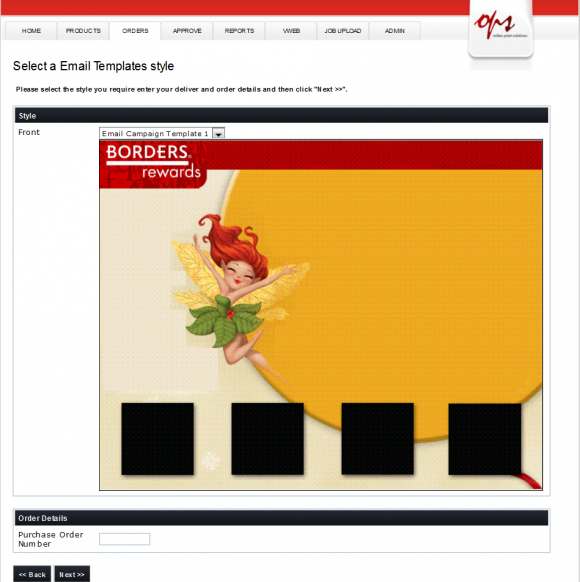 HOME PRODUCTS ORDERS APPROVE REPORTS VWEB JOB UPLOAD ADMIN
ops
online print solutions
Select a Email Templates style
Please select the style you require enter your deliver and order details and then click "Next >>".
Style
Front Email Campaign Template 1
BORDERS®
rewards
Order Details
Purchase Order
Number
<< Back Next >>